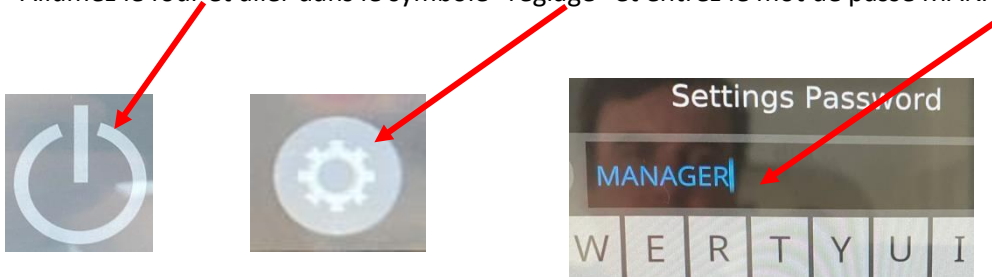 Allumez le four et aller dans le symbole "réglage" et entrez le mot de passe
Settings Password
MANAGER
W E R T Y U I